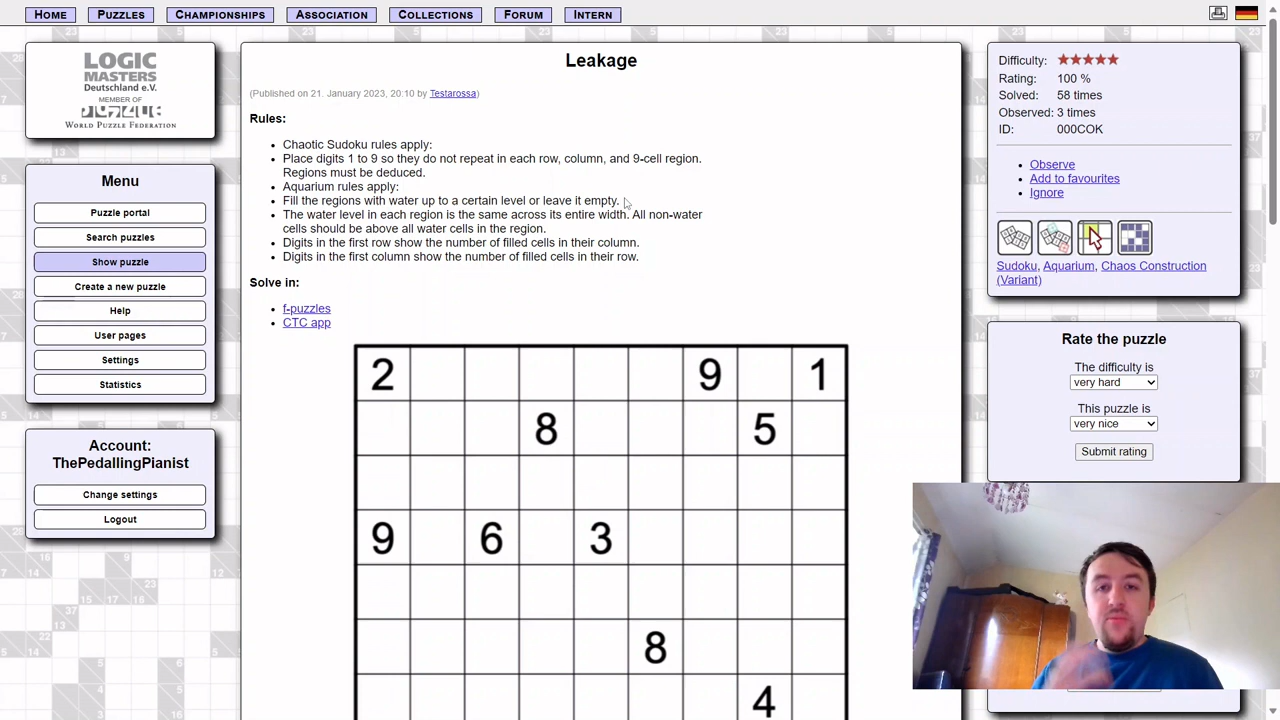 HOME PUZZLES CHAMPIONSHIPS ASSOCIATION COLLECTIONS FORUM INTERN
LOGIC
MASTERS
Deutschland e.V.
MEMBER OF
WORLD PUZZLE FEDERATION
Menu
Puzzle portal
Search puzzles
Show puzzle
Create a new puzzle
Help
User pages
Settings
Statistics
Account:
ThePedallingPianist
Change settings
Logout
Leakage
(Published on 21. January 2023, 20:10 by Testarossa)
Rules:
Chaotic Sudoku rules apply:
Place digits 1 to 9 so they do not repeat in each row, column, and 9-cell region.
Regions must be deduced.
Aquarium rules apply:
Fill the regions with water up to a certain level or leave it empty.
The water level in each region is the same across its entire width. All non-water
cells should be above all water cells in the region.
Digits in the first row show the number of filled cells in their column.
Digits in the first column show the number of filled cells in their row.
Solve in:
f-puzzles
CTC app
2 9 1
8 5
9 6 3
8
4
Difficulty:
Rating: 100 %
Solved: 58 times
Observed: 3 times
ID: 000COK
Observe
Add to favourites
Ignore
Sudoku, Aquarium, Chaos Construction
(Variant)
Rate the puzzle
The difficulty is
very hard
This puzzle is
very nice
Submit rating